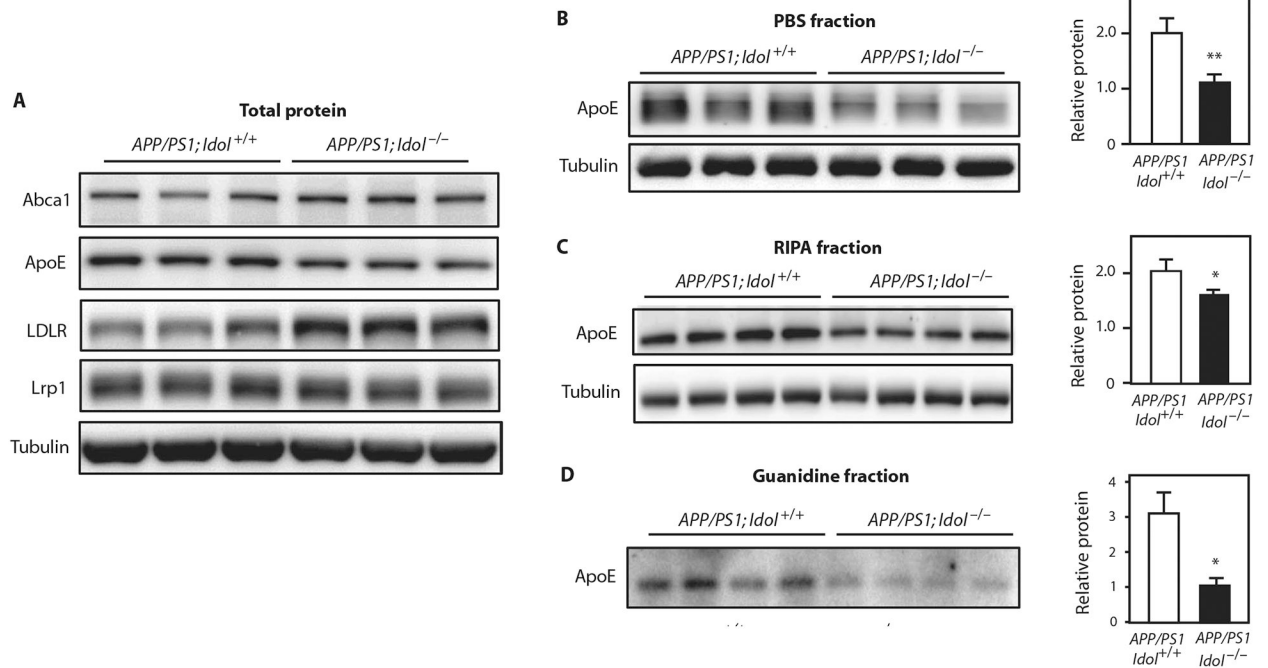 A
Total protein
APP/PS1; Idol +/+ APP/PS1; Idol −/−
Abca1
ApoE
LDLR
Lrp1
Tubulin
B
PBS fraction
APP/PS1; Idol +/+ APP/PS1; Idol −/−
ApoE
Tubulin
Relative protein
2.0
1.0
0
**
APP/PS1 APP/PS1
Idol+/+ Idol−/−
C
RIPA fraction
APP/PS1; Idol +/+ APP/PS1; Idol −/−
ApoE
Tubulin
Relative protein
2.0
1.0
0
*
APP/PS1 APP/PS1
Idol+/+ Idol−/−
D
Guanidine fraction
APP/PS1; Idol +/+ APP/PS1; Idol −/−
ApoE
Relative protein
4
3
2
1
0
*
APP/PS1 APP/PS1
Idol+/+ Idol−/−